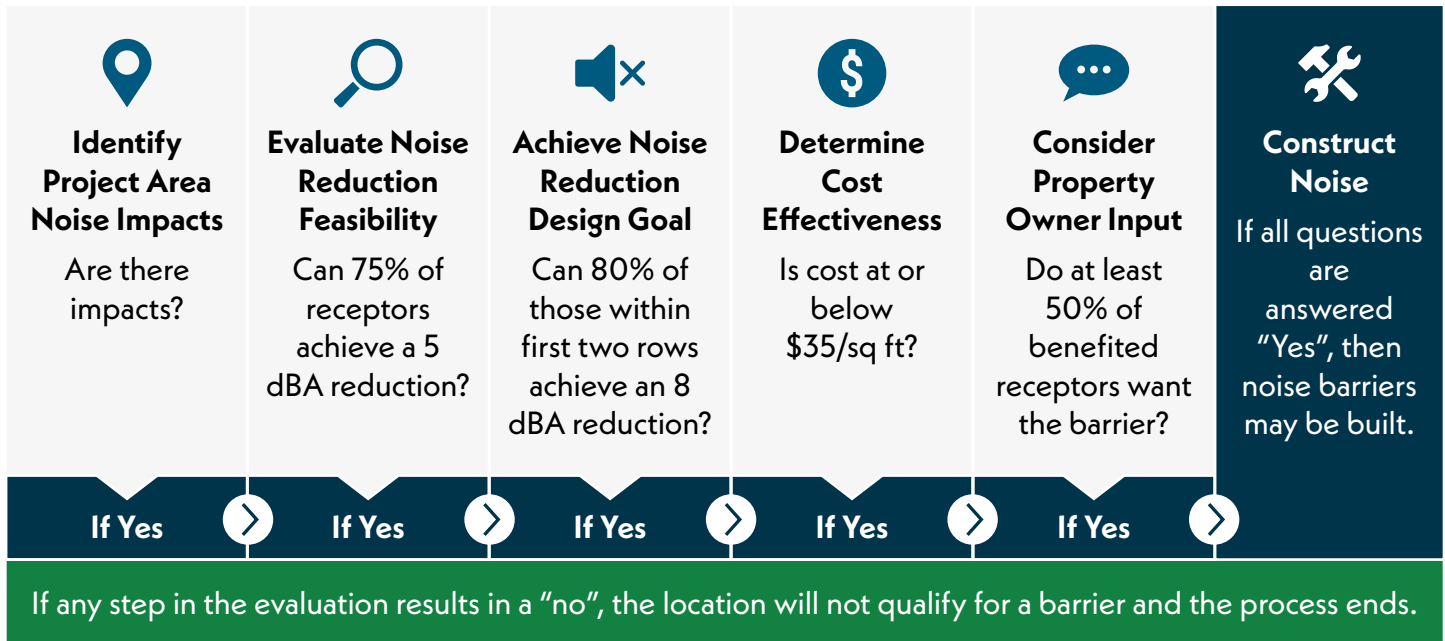 Identify
Project Area
Noise Impacts
Are there
impacts?
If Yes
Evaluate Noise
Reduction
Feasibility
Can 75% of
receptors
achieve a 5
dBA reduction?
If Yes
Achieve Noise
Reduction
Design Goal
Can 80% of
those within
first two rows
achieve an 8
dBA reduction?
If Yes
$
Determine
Cost
Effectiveness
Is cost at or
below
$35/sq ft?
If Yes
Consider
Property
Owner Input
Do at least
50% of
benefited
receptors want
the barrier?
If Yes
Construct
Noise
If all questions
are
answered
“Yes”, then
noise barriers
may be built.
If any step in the evaluation results in a “no”, the location will not qualify for a barrier and the process ends.